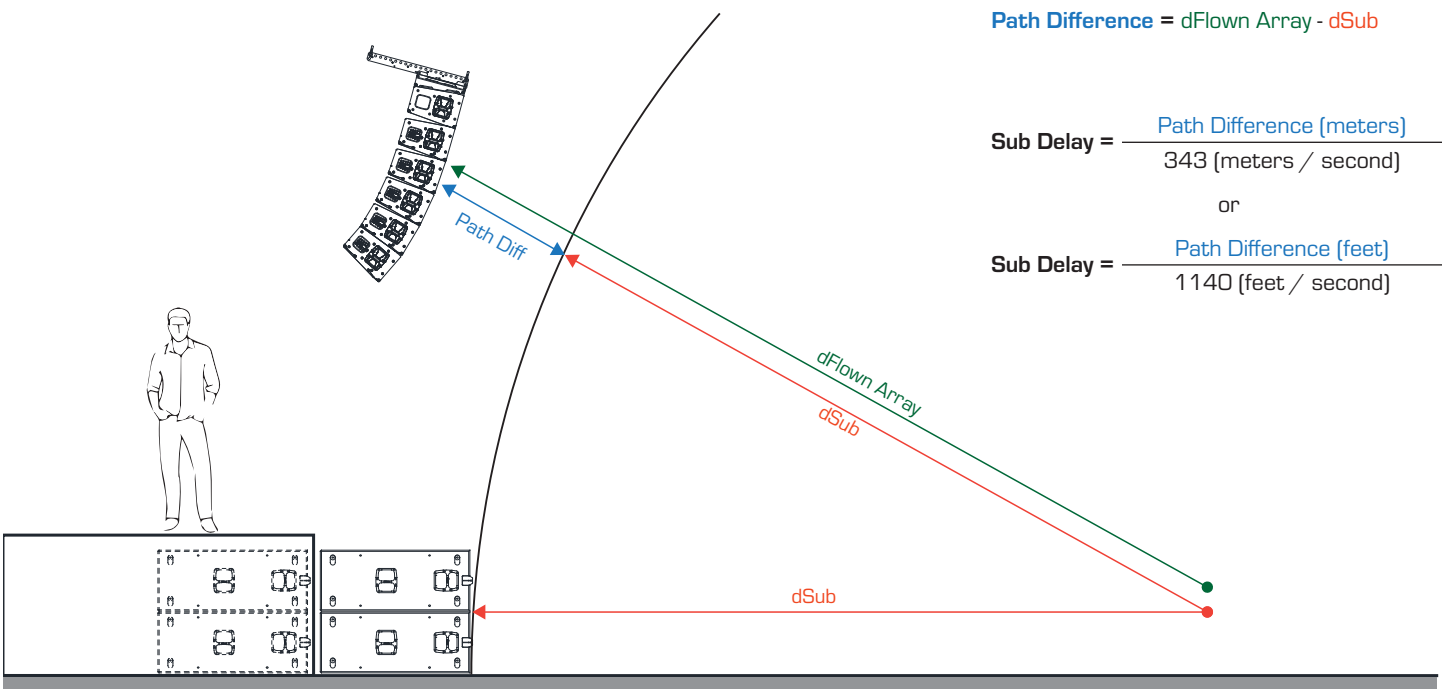 Path Difference = dFlown Array - dSub
Sub Delay = Path Difference (meters)
343 (meters / second)
or
Sub Delay = Path Difference (feet)
1140 (feet / second)
Path Diff
dFlown Array
dSub
dSub